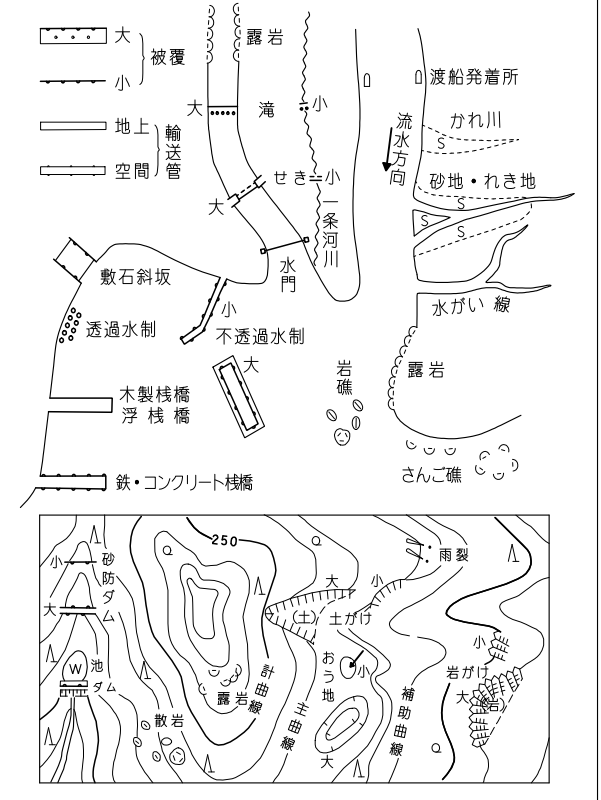 大
被覆
小
地上
輸送管
空間
露岩
大
滝
小
せき
小
大
一条河川
水門
渡船発着所
流水方向
かれ川
S
砂地・れき地
S
S
S
水がい線
敷石斜坂
透過水制
小
不透過水制
大
岩礁
露岩
木製桟橋
浮桟橋
さんご礁
鉄・コンクリート桟橋
250
小
砂防ダム
大
W
池
ダム
散岩
露岩
計曲線
主曲線
大
小
(土)
土がけ
おう地
小
大
補助曲線
雨裂
小
岩がけ
大
(岩)